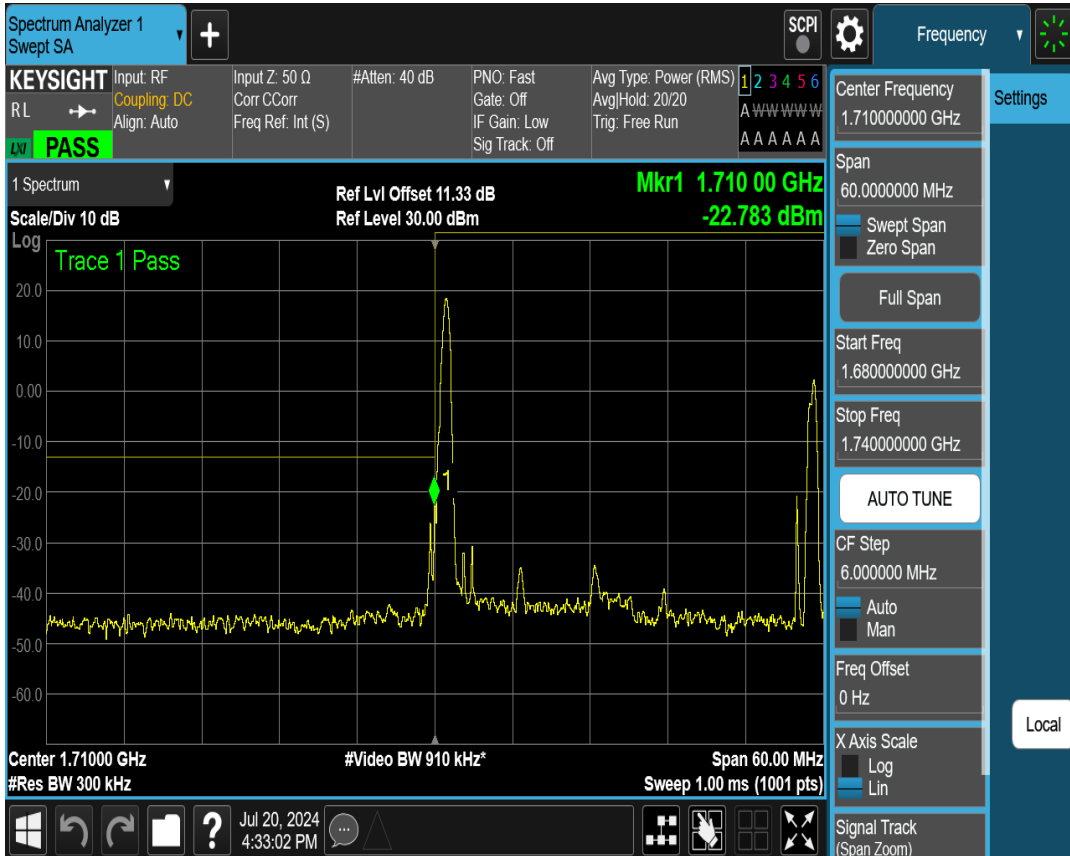 Spectrum Analyzer 1
Swept SA
+
SCPI
Frequency
KEYSIGHT
R L
LXI
PASS
Input: RF
Coupling: DC
Align: Auto
Input Z: 50 Ω
Corr CCorr
Freq Ref: Int (S)
#Atten: 40 dB
PNO: Fast
Gate: Off
IF Gain: Low
Sig Track: Off
Avg Type: Power (RMS)
Avg|Hold: 20/20
Trig: Free Run
1 2 3 4 5 6
A W W W W W
A A A A A A
1 Spectrum
Scale/Div 10 dB
Ref Lvl Offset 11.33 dB
Ref Level 30.00 dBm
Mkr1 1.710 00 GHz
-22.783 dBm
Log
Trace 1 Pass
20.0
10.0
0.00
-10.0
-20.0
-30.0
-40.0
-50.0
-60.0
1
Center 1.71000 GHz
#Res BW 300 kHz
#Video BW 910 kHz*
Span 60.00 MHz
Sweep 1.00 ms (1001 pts)
Jul 20, 2024
4:33:02 PM
?
Center Frequency
1.710000000 GHz
Span
60.0000000 MHz
Swept Span
Zero Span
Full Span
Start Freq
1.680000000 GHz
Stop Freq
1.740000000 GHz
AUTO TUNE
CF Step
6.000000 MHz
Auto
Man
Freq Offset
0 Hz
X Axis Scale
Log
Lin
Signal Track
(Span Zoom)
Settings
Local